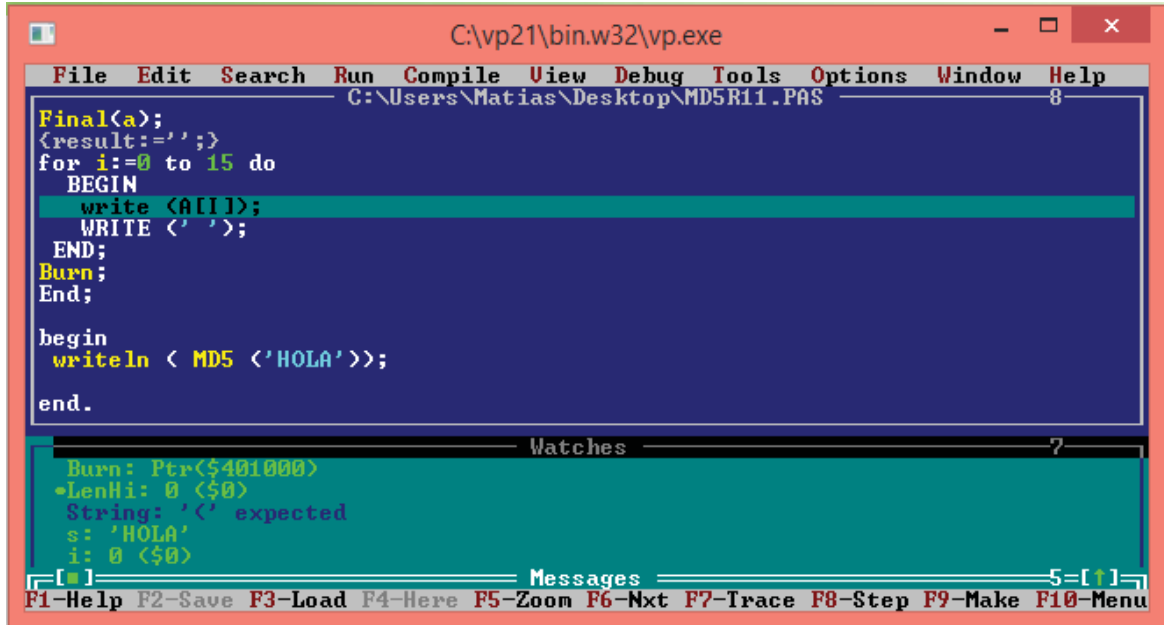 C:\vp21\bin.w32\vp.exe
File Edit Search Run Compile View Debug Tools Options Window Help
C:\Users\Matias\Desktop\MD5R11.PAS 8
Final(a);
{result:='';}
for i:=0 to 15 do
BEGIN
write (A[I]);
WRITE (' ');
END;
Burn;
End;
begin
writeln ( MD5 ('HOLA'));
end.
Watches 7
Burn: Ptr($401000)
•LenHi: 0 ($0)
String: '(' expected
s: 'HOLA'
i: 0 ($0)
[■] Messages 5=[↑]
F1-Help F2-Save F3-Load F4-Here F5-Zoom F6-Nxt F7-Trace F8-Step F9-Make F10-Menu